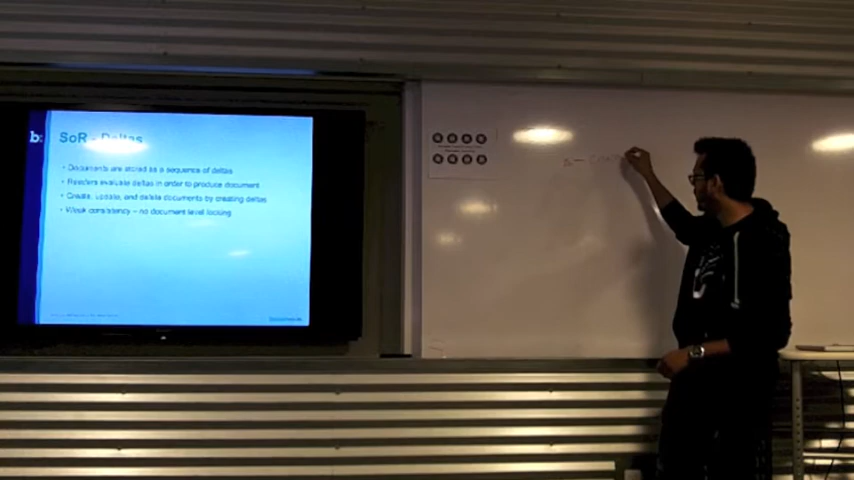 b:
SoR - Deltas
• Documents are stored as a sequence of deltas
• Readers evaluate deltas in order to produce document
• Create, update, and delete documents by creating deltas
• Weak consistency – no document level locking